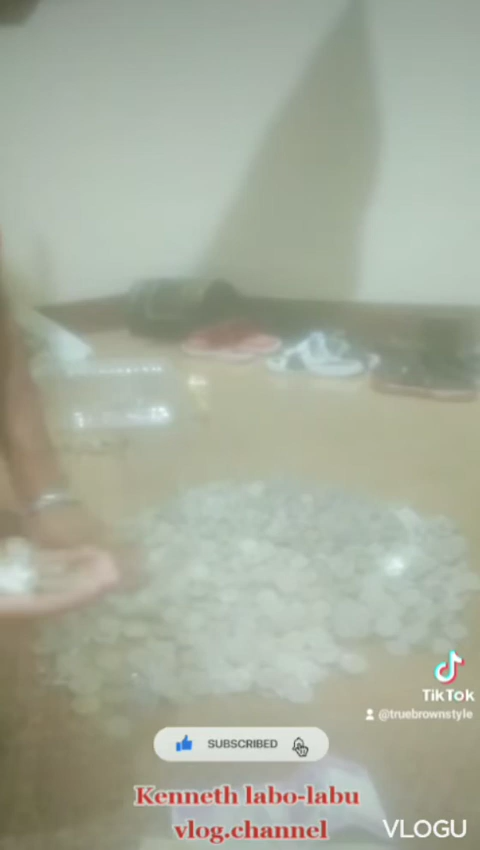 TikTok
@truebrownstyle
SUBSCRIBED
Kenneth labo-labu
vlog.channel
VLOGU